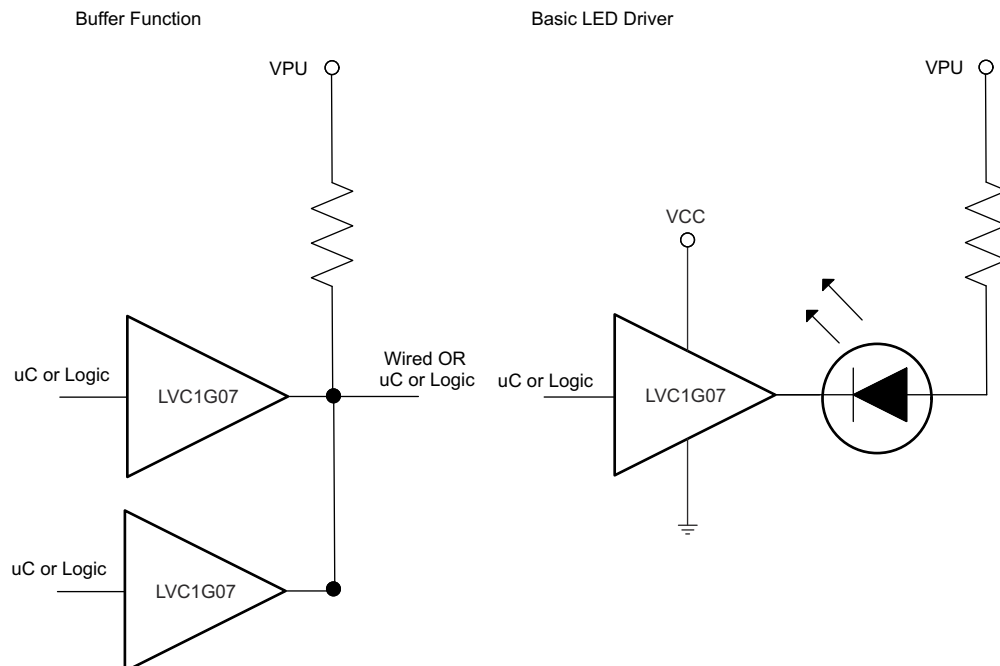 Buffer Function
Basic LED Driver
VPU
VPU
VCC
uC or Logic
LVC1G07
Wired OR
uC or Logic
uC or Logic
LVC1G07
uC or Logic
LVC1G07